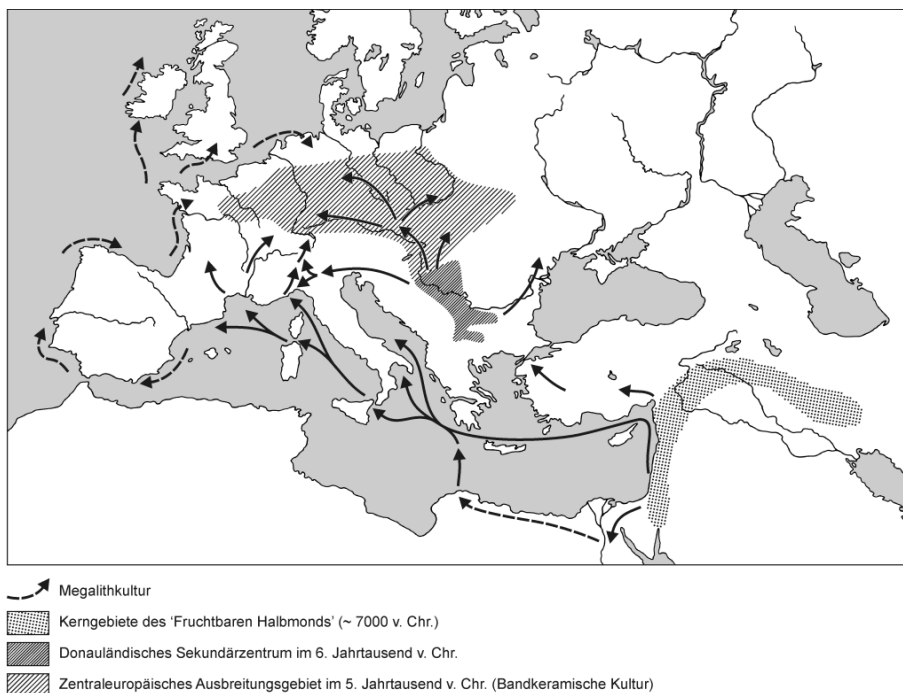 Megalithkultur
Kerngebiete des 'Fruchtbaren Halbmonds' (~ 7000 v. Chr.)
Donauländisches Sekundärzentrum im 6. Jahrtausend v. Chr.
Zentraleuropäisches Ausbreitungsgebiet im 5. Jahrtausend v. Chr. (Bandkeramische Kultur)